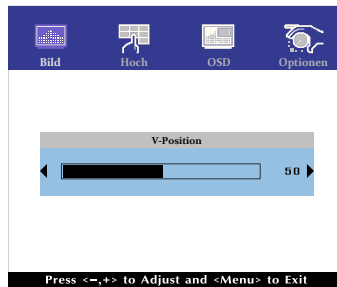 Bild Hoch OSD Optionen
V-Position
50
Press <−,+> to Adjust and <Menu> to Exit